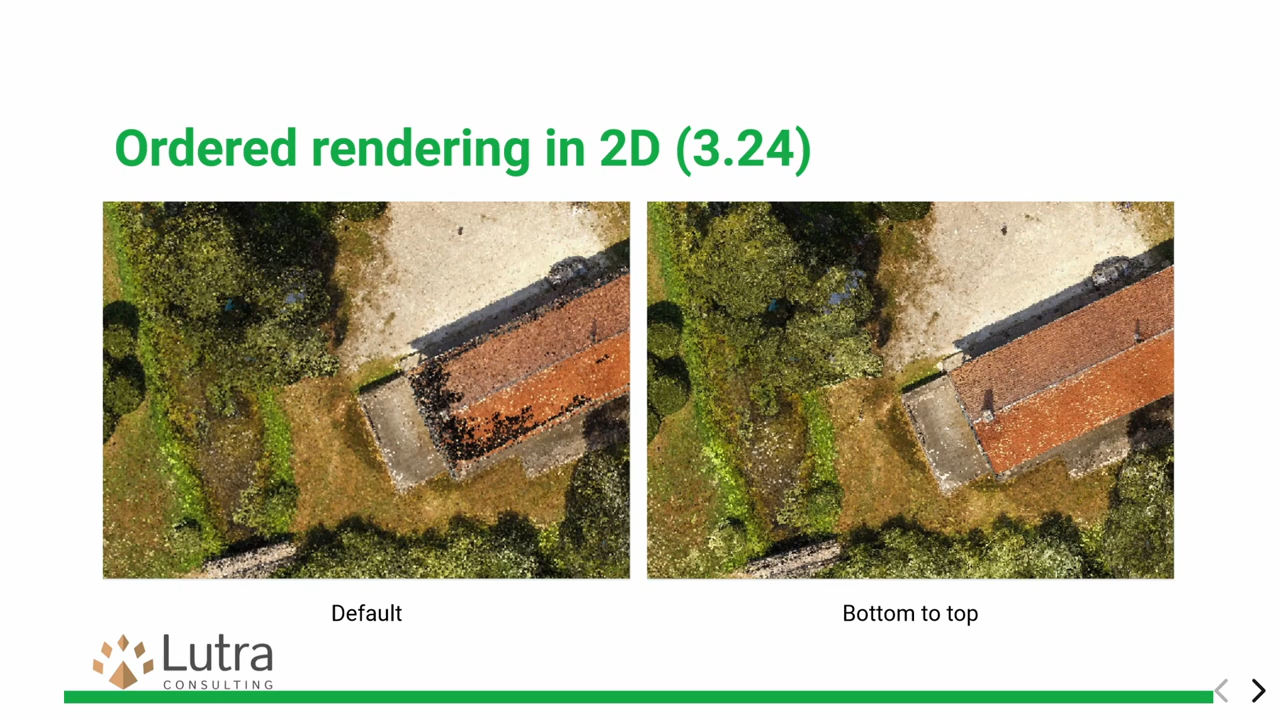 Ordered rendering in 2D (3.24)
Default
Bottom to top
Lutra
CONSULTING